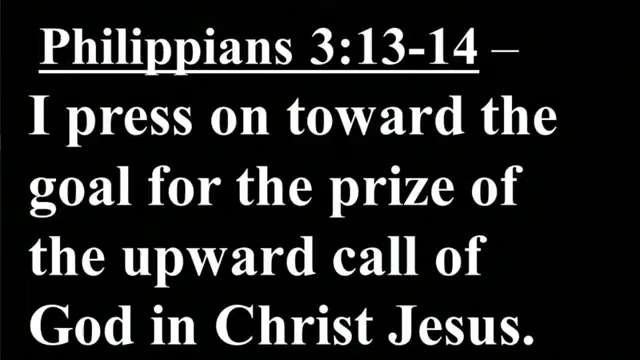 Philippians 3:13-14 –
I press on toward the
goal for the prize of
the upward call of
God in Christ Jesus.